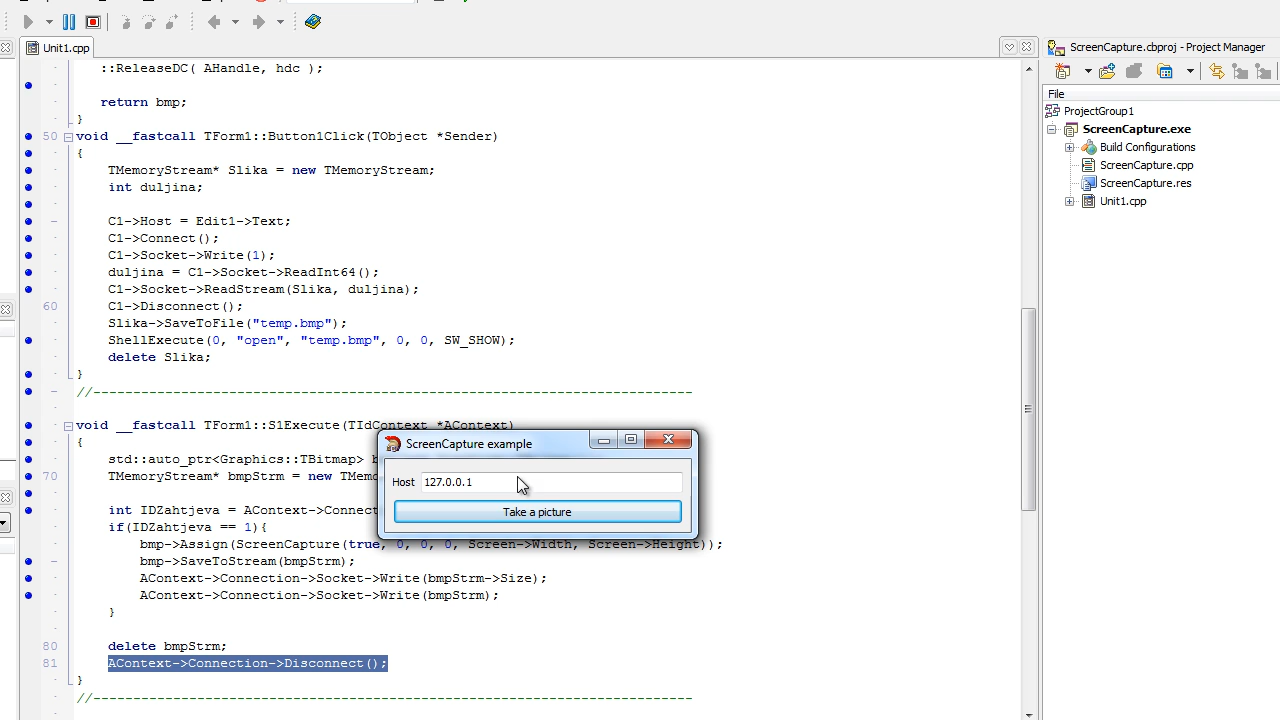 Unit1.cpp
::ReleaseDC( AHandle, hdc );
return bmp;
}
50 void __fastcall TForm1::Button1Click(TObject *Sender)
{
TMemoryStream* Slika = new TMemoryStream;
int duljina;
C1->Host = Edit1->Text;
C1->Connect();
C1->Socket->Write(1);
duljina = C1->Socket->ReadInt64();
C1->Socket->ReadStream(Slika, duljina);
60 C1->Disconnect();
Slika->SaveToFile("temp.bmp");
ShellExecute(0, "open", "temp.bmp", 0, 0, SW_SHOW);
delete Slika;
}
//---------------------------------------------------------------------------
void __fastcall TForm1::S1Execute(TIdContext *AContext)
{
std::auto_ptr<Graphics::TBitmap>
70 TMemoryStream* bmpStrm = new
int IDZahtjeva =
if(IDZahtjeva == 1){
bmp->Assign(ScreenCapture(true, 0, 0, 0, Screen->Width, Screen->Height));
bmp->SaveToStream(bmpStrm);
AContext->Connection->Socket->Write(bmpStrm->Size);
AContext->Connection->Socket->Write(bmpStrm);
}
80 delete bmpStrm;
81 AContext->Connection->Disconnect();
}
//---------------------------------------------------------------------------
ScreenCapture example
Host 127.0.0.1
Take a picture
ScreenCapture.cbproj - Project Manager
File
ProjectGroup1
ScreenCapture.exe
Build Configurations
ScreenCapture.cpp
ScreenCapture.res
Unit1.cpp